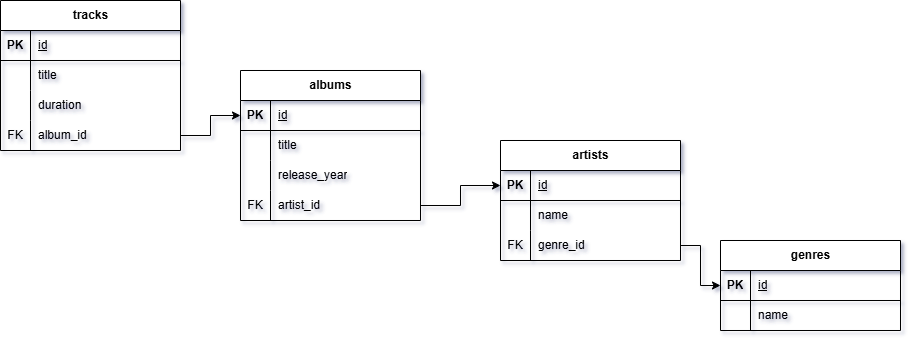 tracks
PK id
title
duration
FK album_id
albums
PK id
title
release_year
FK artist_id
artists
PK id
name
FK genre_id
genres
PK id
name